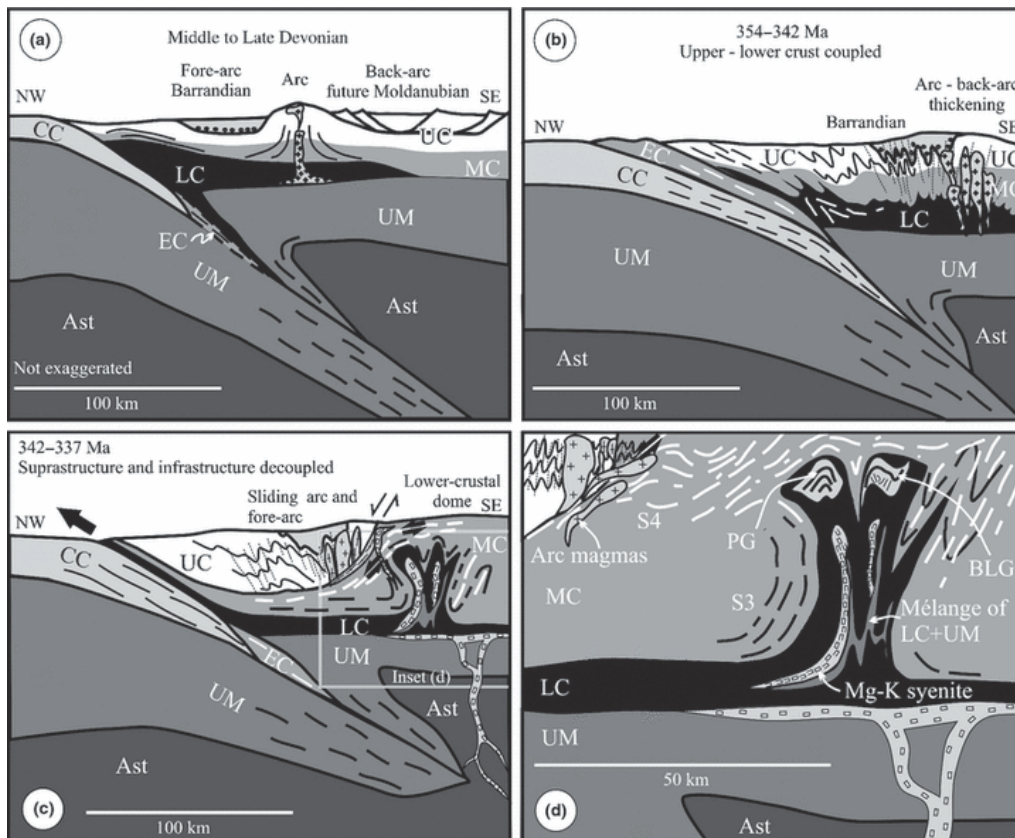 (a)
Middle to Late Devonian
Fore-arc
Barrandian
Arc
Back-arc
future Moldanubian
NW
SE
CC
UC
LC
MC
EC
UM
UM
Ast
Ast
Not exaggerated
100 km
(b)
354–342 Ma
Upper - lower crust coupled
Arc - back-arc
thickening
NW
Barrandian
SE
EC
UC
UC
CC
MC
LC
UM
UM
Ast
Ast
100 km
342–337 Ma
Suprastructure and infrastructure decoupled
Sliding arc and
fore-arc
Lower-crustal
dome
NW
SE
CC
UC
MC
LC
EC
UM
Inset (d)
UM
Ast
Ast
(c)
100 km
S4
PG
Arc magmas
BLG
MC
S3
Mélange of
LC+UM
LC
Mg-K syenite
UM
50 km
Ast
(d)